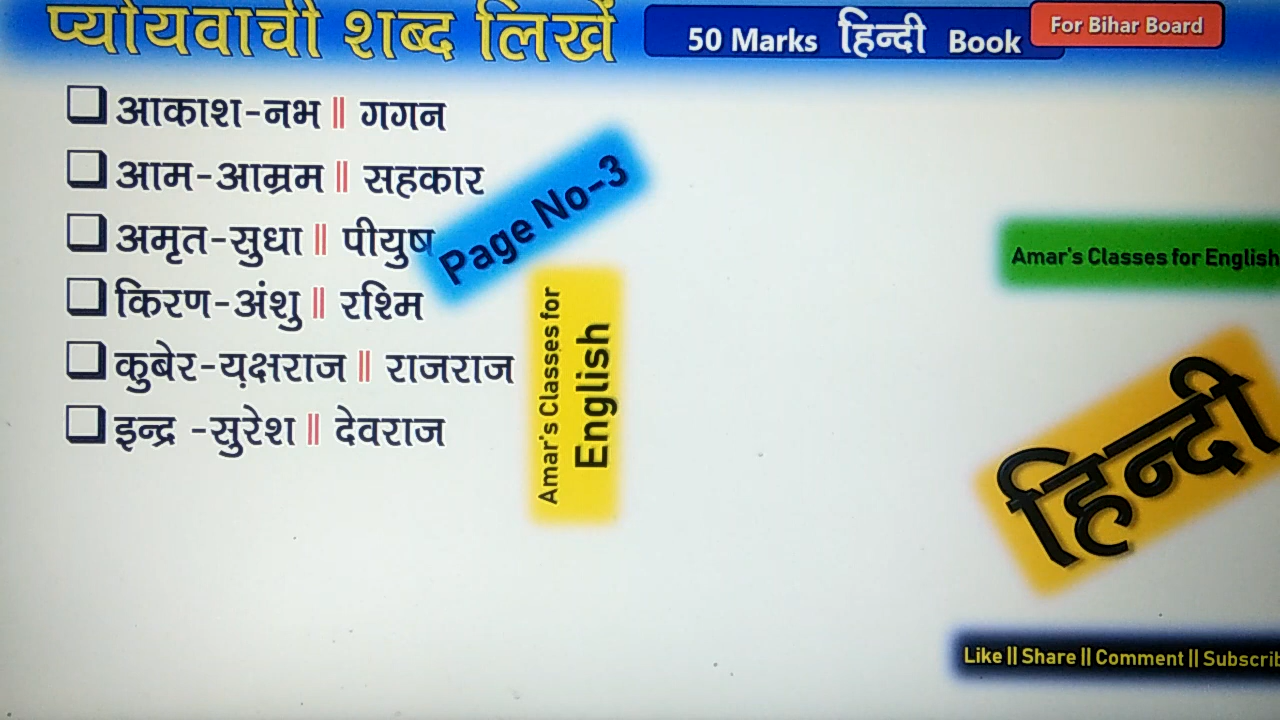 प्यायवाची शब्द लिखें
50 Marks हिन्दी Book
For Bihar Board
❑ आकाश-नभ || गगन
❑ आम-आम्रम || सहकार
❑ अमृत-सुधा || पीयुष
❑ किरण-अंशु || रश्मि
❑ कुबेर-य़क्षराज || राजराज
❑ इन्द्र -सुरेश || देवराज
Page No-3
Amar's Classes for
English
Amar's Classes for English
हिन्दी
Like || Share || Comment || Subscrib